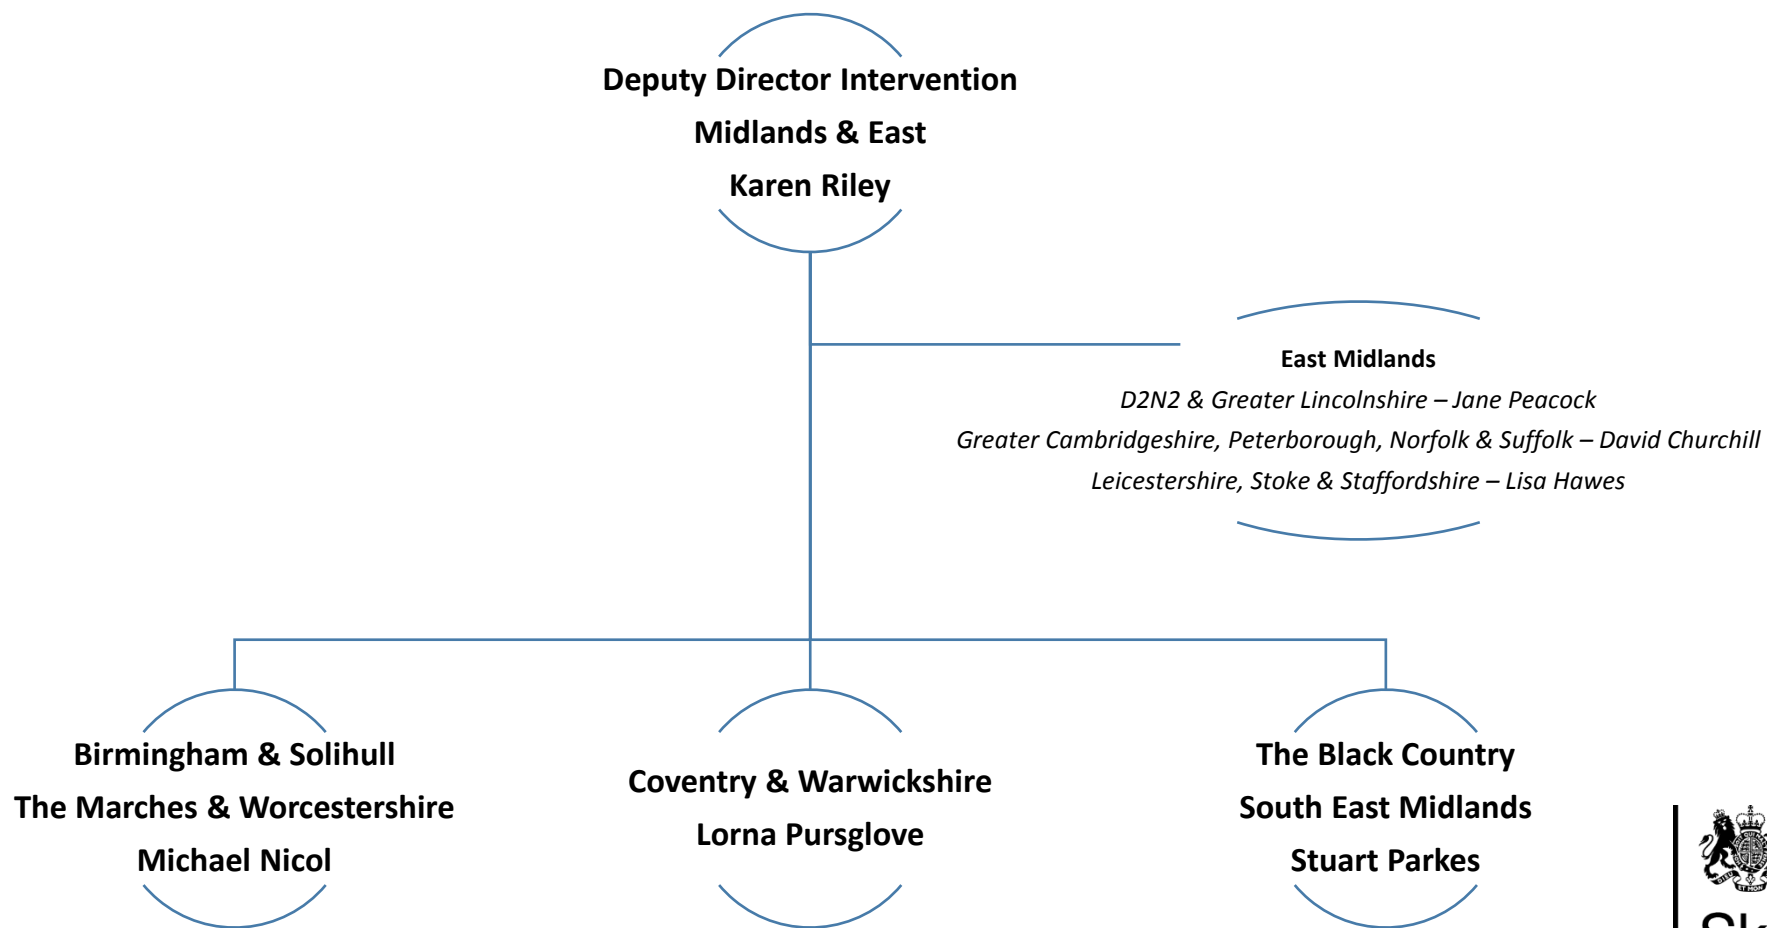 Deputy Director Intervention
Midlands & East
Karen Riley
East Midlands
D2N2 & Greater Lincolnshire – Jane Peacock
Greater Cambridgeshire, Peterborough, Norfolk & Suffolk – David Churchill
Leicestershire, Stoke & Staffordshire – Lisa Hawes
Birmingham & Solihull
The Marches & Worcestershire
Michael Nicol
Coventry & Warwickshire
Lorna Pursglove
The Black Country
South East Midlands
Stuart Parkes